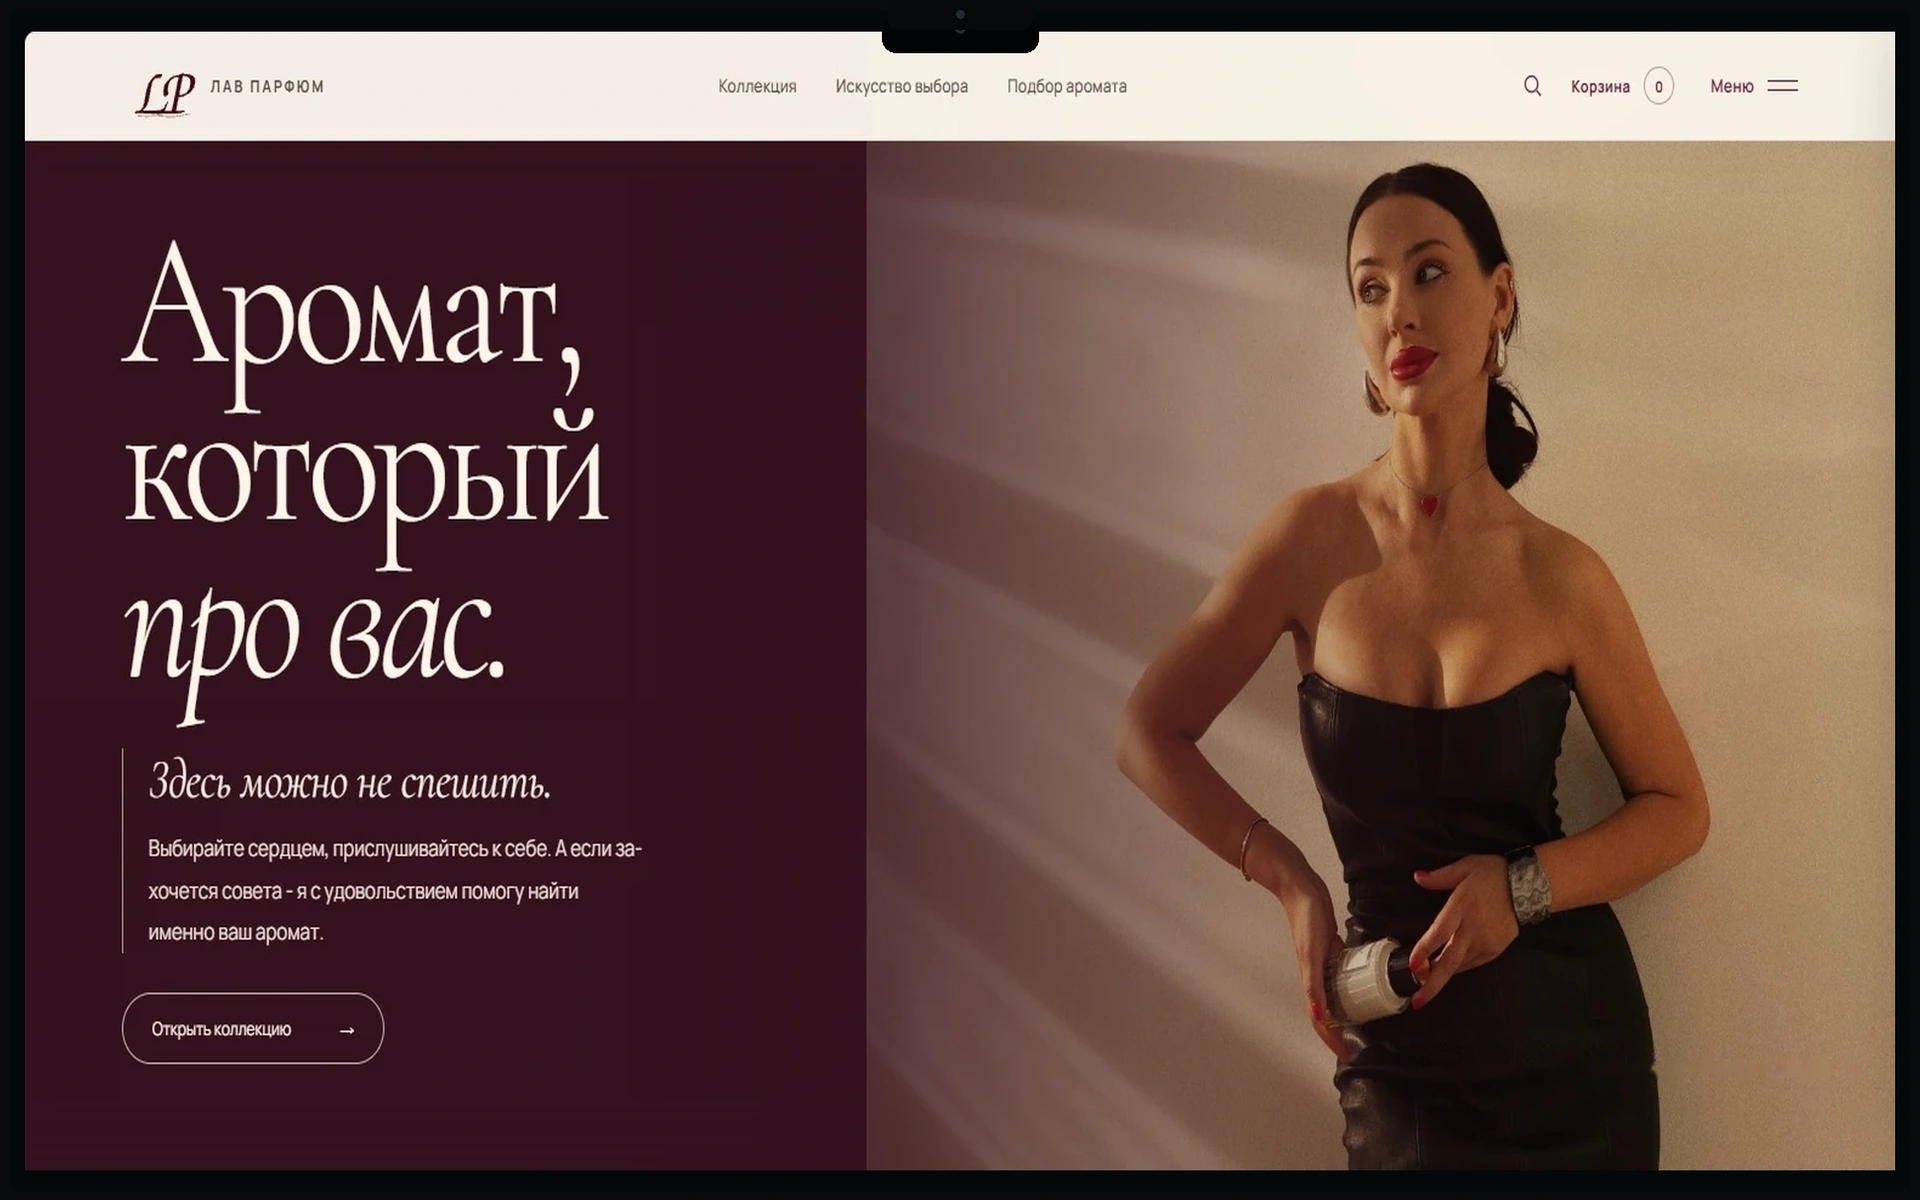 LP ЛАВ ПАРФЮМ
Коллекция Искусство выбора Подбор аромата
Корзина 0 Меню
Аромат,
который
про вас.
Здесь можно не спешить.
Выбирайте сердцем, прислушивайтесь к себе. А если за-
хочется совета - я с удовольствием помогу найти
именно ваш аромат.
Открыть коллекцию →